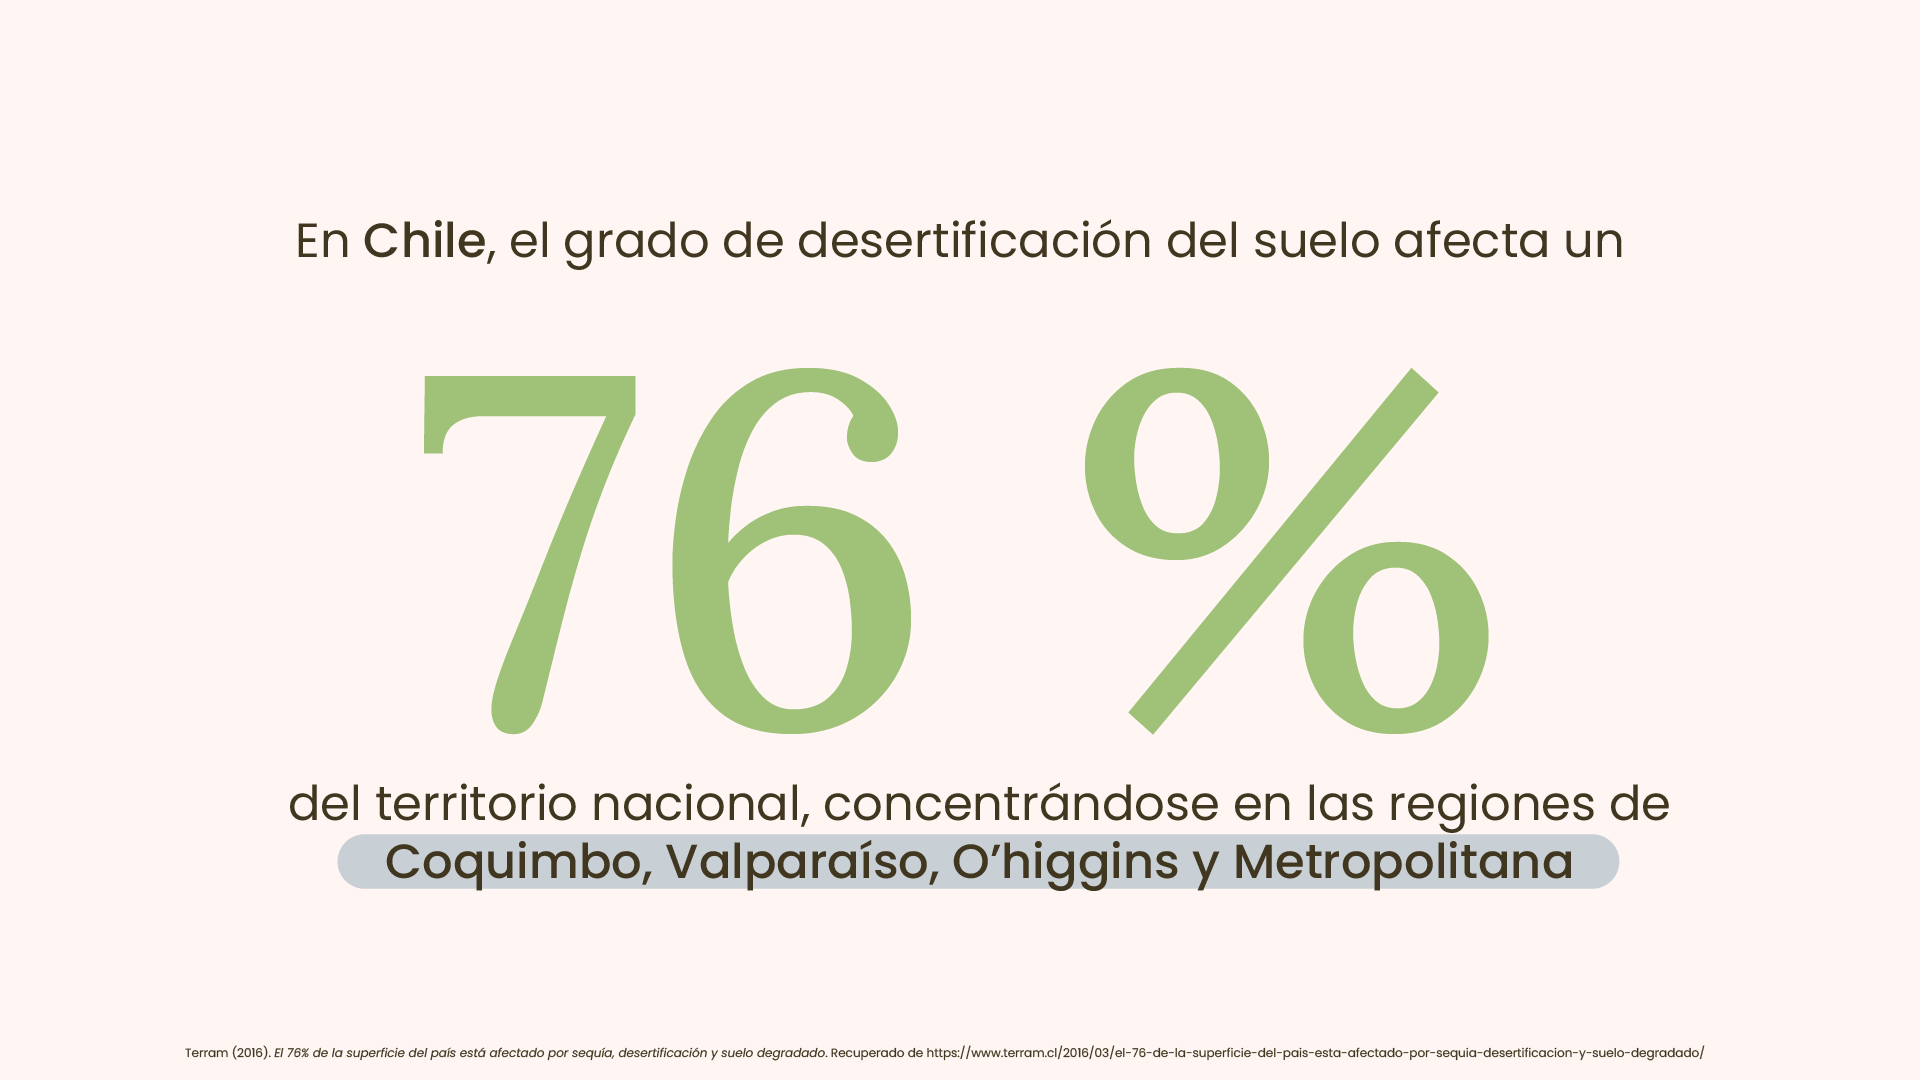 En Chile, el grado de desertificación del suelo afecta un
76 %
del territorio nacional, concentrándose en las regiones de
Coquimbo, Valparaíso, O’higgins y Metropolitana
Terram (2016). El 76% de la superficie del país está afectado por sequía, desertificación y suelo degradado. Recuperado de https://www.terram.cl/2016/03/el-76-de-la-superficie-del-pais-esta-afectado-por-sequia-desertificacion-y-suelo-degradado/